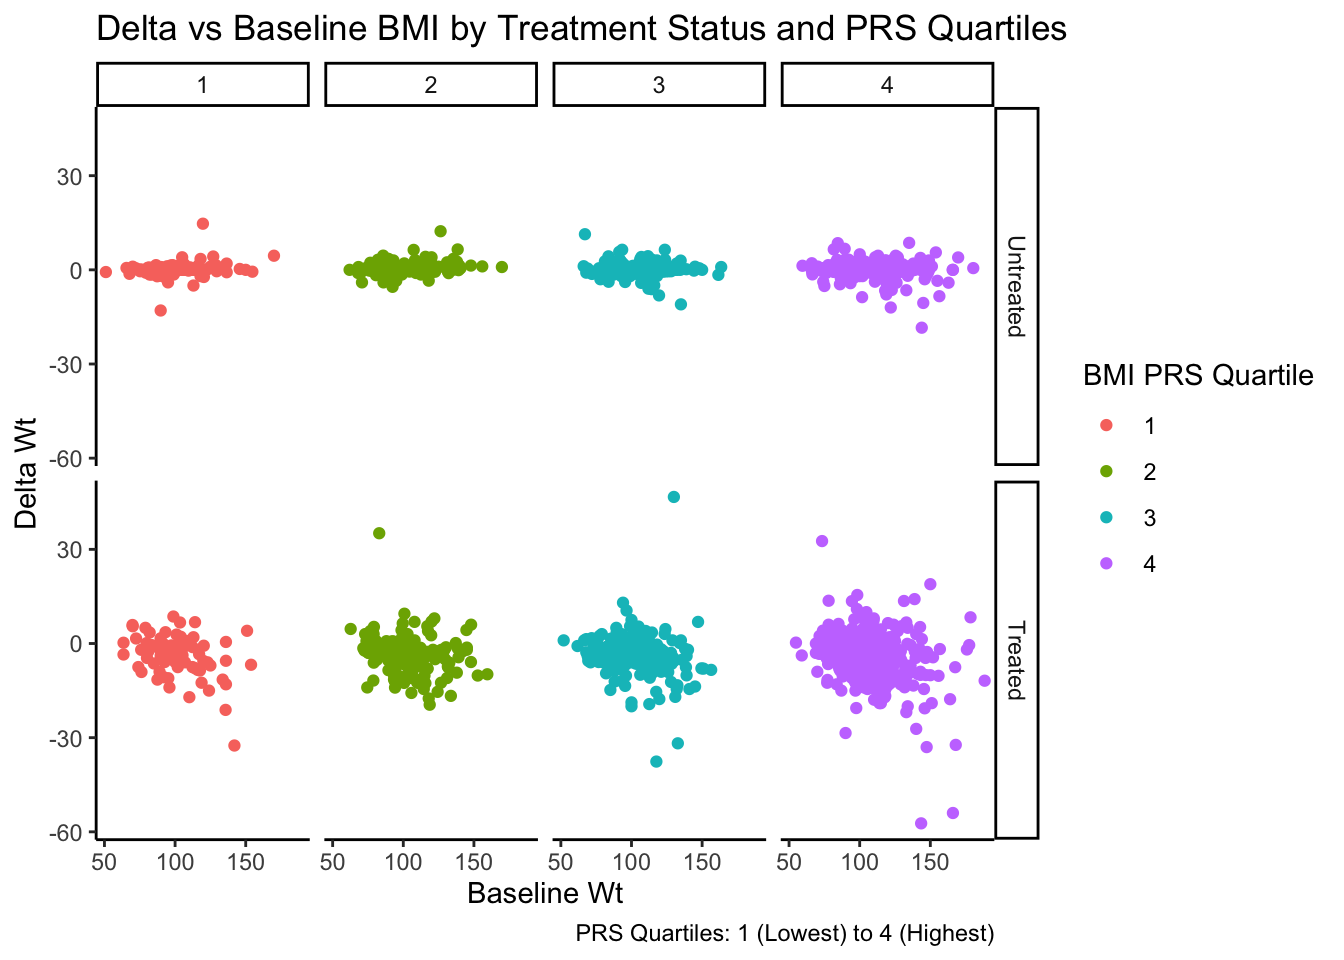 Delta vs Baseline BMI by Treatment Status and PRS Quartiles
1 2 3 4
30
0
-30
-60
Untreated
30
0
-30
-60
Treated
Delta Wt
50 100 150 50 100 150 50 100 150 50 100 150
Baseline Wt
PRS Quartiles: 1 (Lowest) to 4 (Highest)
BMI PRS Quartile
1
2
3
4